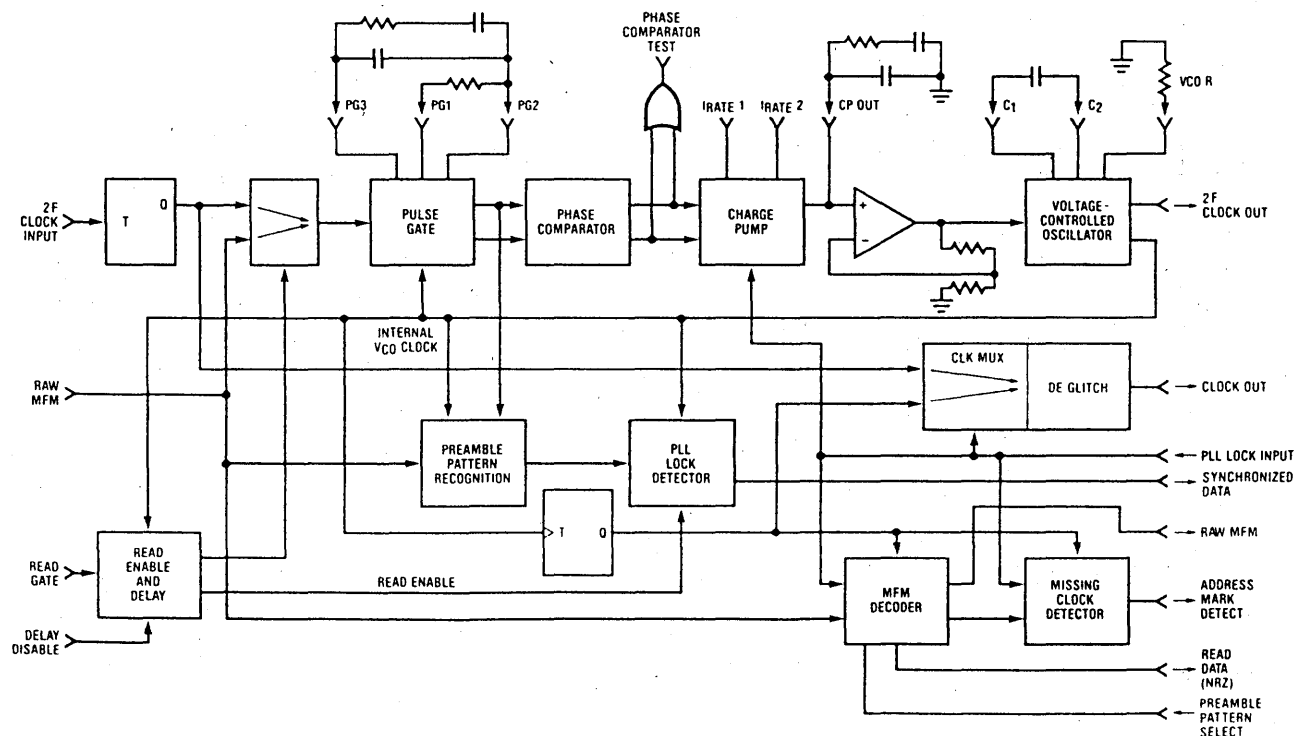 PHASE
COMPARATOR
TEST
VCO R
PG3
PG1
PG2
IRATE 1
IRATE 2
CP OUT
C1
C2
2F
CLOCK
INPUT
T
Q
PULSE
GATE
PHASE
COMPARATOR
CHARGE
PUMP
+
−
VOLTAGE-
CONTROLLED
OSCILLATOR
2F
CLOCK OUT
INTERNAL
VCO CLOCK
RAW
MFM
CLK MUX
DE GLITCH
CLOCK OUT
PREAMBLE
PATTERN
RECOGNITION
PLL
LOCK
DETECTOR
PLL LOCK INPUT
SYNCHRONIZED
DATA
T
Q
RAW MFM
READ
GATE
READ
ENABLE
AND
DELAY
READ ENABLE
MFM
DECODER
MISSING
CLOCK
DETECTOR
ADDRESS
MARK
DETECT
DELAY
DISABLE
READ
DATA
(NRZ)
PREAMBLE
PATTERN
SELECT